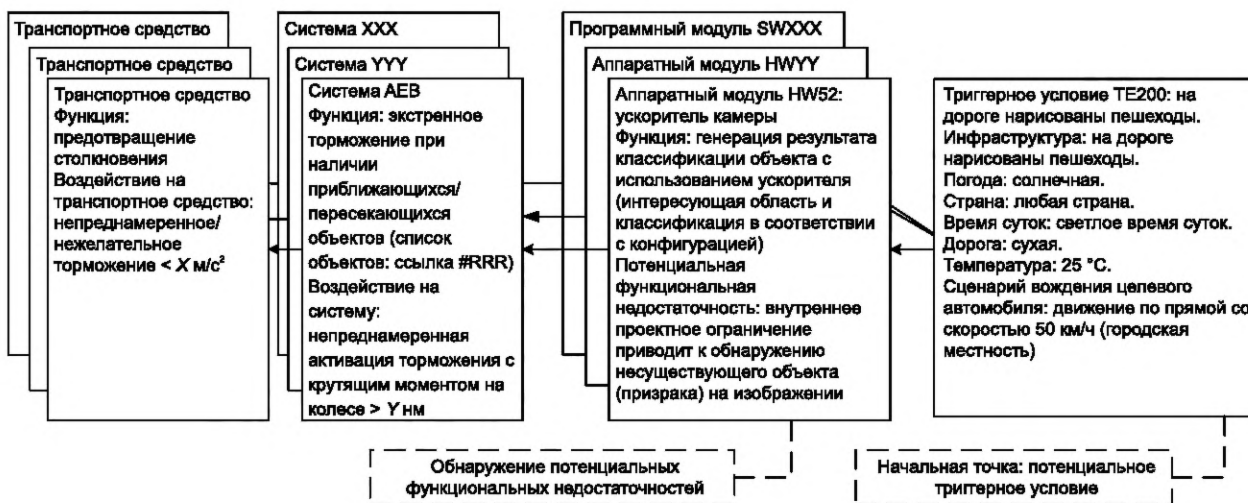 Транспортное средство
Транспортное средство
Транспортное средство
Функция:
предотвращение
столкновения
Воздействие на
транспортное средство:
непреднамеренное/
нежелательное
торможение < X м/с²
Система XXX
Система YYY
Система AEB
Функция: экстренное
торможение при
наличии
приближающихся/
пересекающихся
объектов (список
объектов: ссылка #RRR)
Воздействие на
систему:
непреднамеренная
активация торможения с
крутящим моментом на
колесе > Y нм
Программный модуль SWXXX
Аппаратный модуль HWYY
Аппаратный модуль HW52:
ускоритель камеры
Функция: генерация результата
классификации объекта с
использованием ускорителя
(интересующая область и
классификация в соответствии
с конфигурацией)
Потенциальная
функциональная
недостаточность: внутреннее
проектное ограничение
приводит к обнаружению
несуществующего объекта
(призрака) на изображении
Триггерное условие TE200: на
дороге нарисованы пешеходы.
Инфраструктура: на дороге
нарисованы пешеходы.
Погода: солнечная.
Страна: любая страна.
Время суток: светлое время суток.
Дорога: сухая.
Температура: 25 °C.
Сценарий вождения целевого
автомобиля: движение по прямой со
скоростью 50 км/ч (городская
местность)
Обнаружение потенциальных
функциональных недостаточностей
Начальная точка: потенциальное
триггерное условие